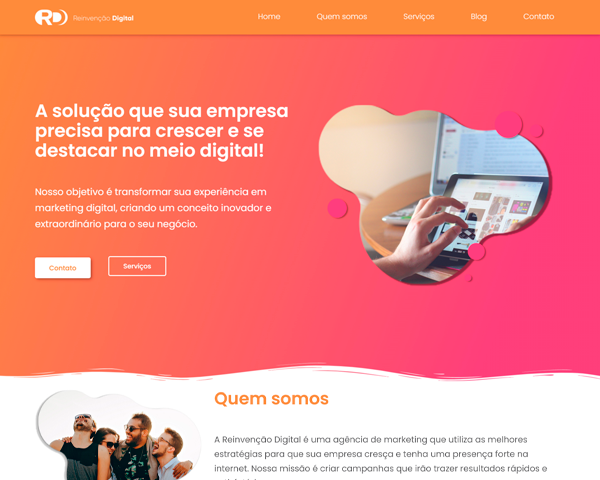 RD Reinvenção Digital
Home Quem somos Serviços Blog Contato
A solução que sua empresa
precisa para crescer e se
destacar no meio digital!
Nosso objetivo é transformar sua experiência em
marketing digital, criando um conceito inovador e
extraordinário para o seu negócio.
Contato Serviços
Quem somos
A Reinvenção Digital é uma agência de marketing que utiliza as melhores
estratégias para que sua empresa cresça e tenha uma presença forte na
internet. Nossa missão é criar campanhas que irão trazer resultados rápidos e